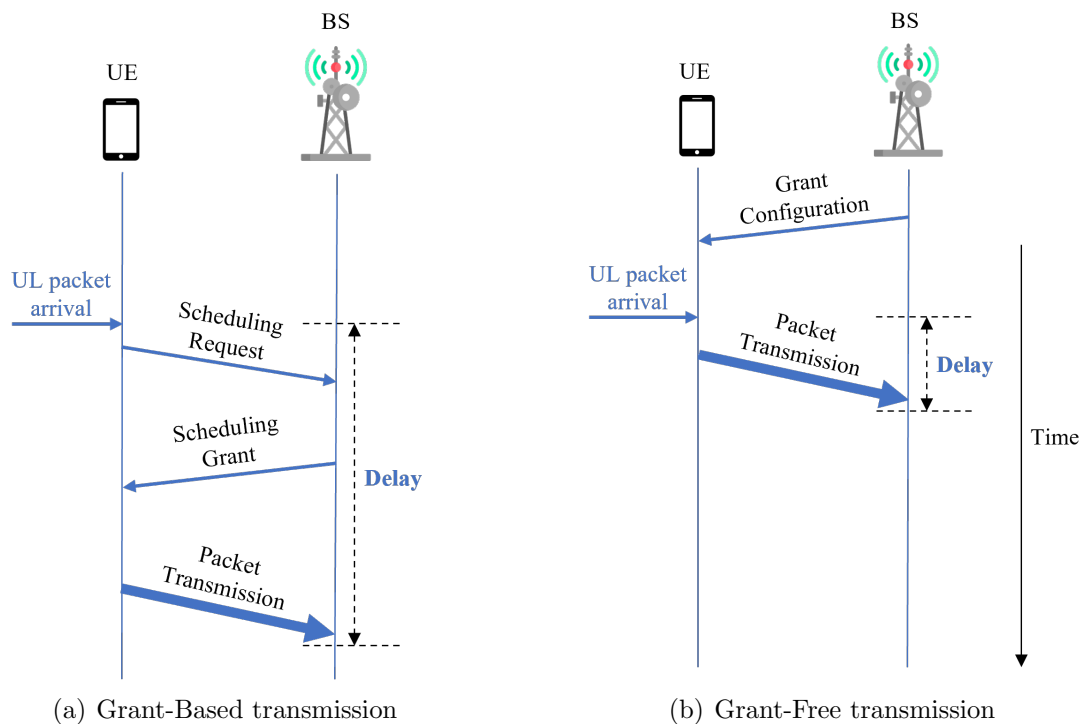 BS
UE
UL packet
arrival
Scheduling
Request
Scheduling
Grant
Delay
Packet
Transmission
(a) Grant-Based transmission
BS
UE
Grant
Configuration
UL packet
arrival
Packet
Transmission
Delay
Time
(b) Grant-Free transmission